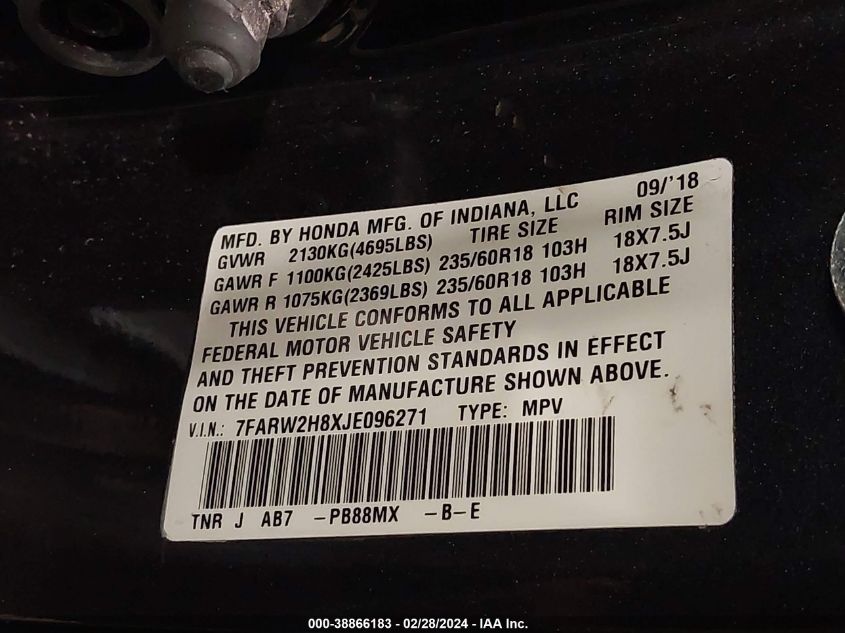 MFD. BY HONDA MFG. OF INDIANA, LLC 09/'18
GVWR 2130KG(4695LBS) TIRE SIZE RIM SIZE
GAWR F 1100KG(2425LBS) 235/60R18 103H 18X7.5J
GAWR R 1075KG(2369LBS) 235/60R18 103H 18X7.5J
THIS VEHICLE CONFORMS TO ALL APPLICABLE
FEDERAL MOTOR VEHICLE SAFETY
AND THEFT PREVENTION STANDARDS IN EFFECT
ON THE DATE OF MANUFACTURE SHOWN ABOVE.
V.I.N.: 7FARW2H8XJE096271 TYPE: MPV
TNR J AB7 -PB88MX -B-E
000-38866183 - 02/28/2024 - IAA Inc.